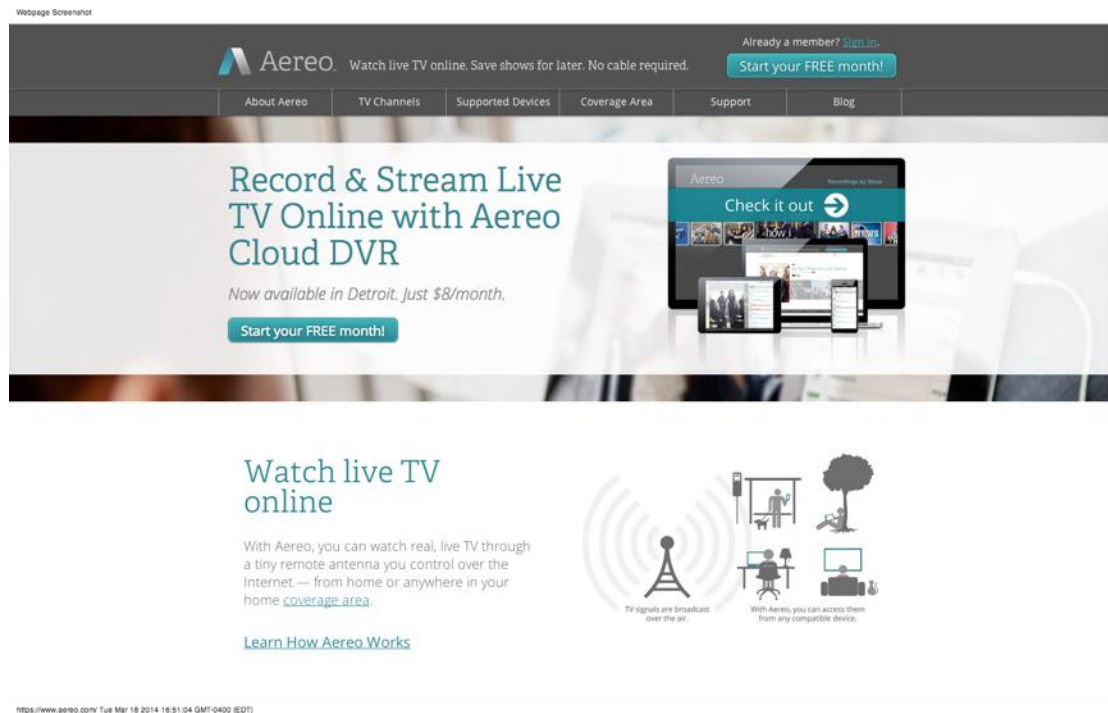 Webpage Screenshot
Already a member? Sign in.
Aereo. Watch live TV online. Save shows for later. No cable required.
Start your FREE month!
About Aereo TV Channels Supported Devices Coverage Area Support Blog
Record & Stream Live
TV Online with Aereo
Cloud DVR
Now available in Detroit. Just $8/month.
Start your FREE month!
Aereo Recordings by Show
Check it out
how i
news
Watch live TV
online
With Aereo, you can watch real, live TV through
a tiny remote antenna you control over the
Internet — from home or anywhere in your
home coverage area.
Learn How Aereo Works
TV signals are broadcast
over the air.
With Aereo, you can access them
from any compatible device.
https://www.aereo.com/ Tue Mar 18 2014 16:51:04 GMT-0400 (EDT)